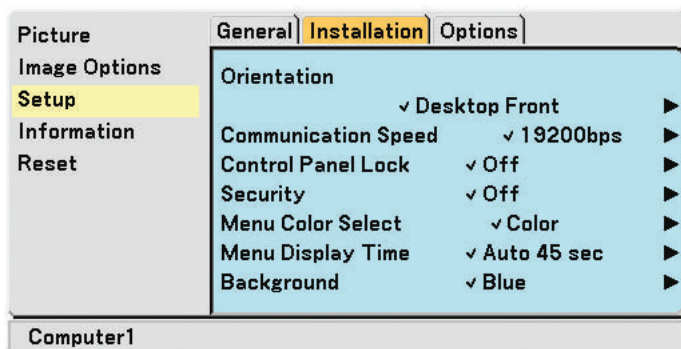 Picture
Image Options
Setup
Information
Reset
General Installation Options
Orientation
✓ Desktop Front ▶
Communication Speed ✓ 19200bps ▶
Control Panel Lock ✓ Off ▶
Security ✓ Off ▶
Menu Color Select ✓ Color ▶
Menu Display Time ✓ Auto 45 sec ▶
Background ✓ Blue ▶
Computer1